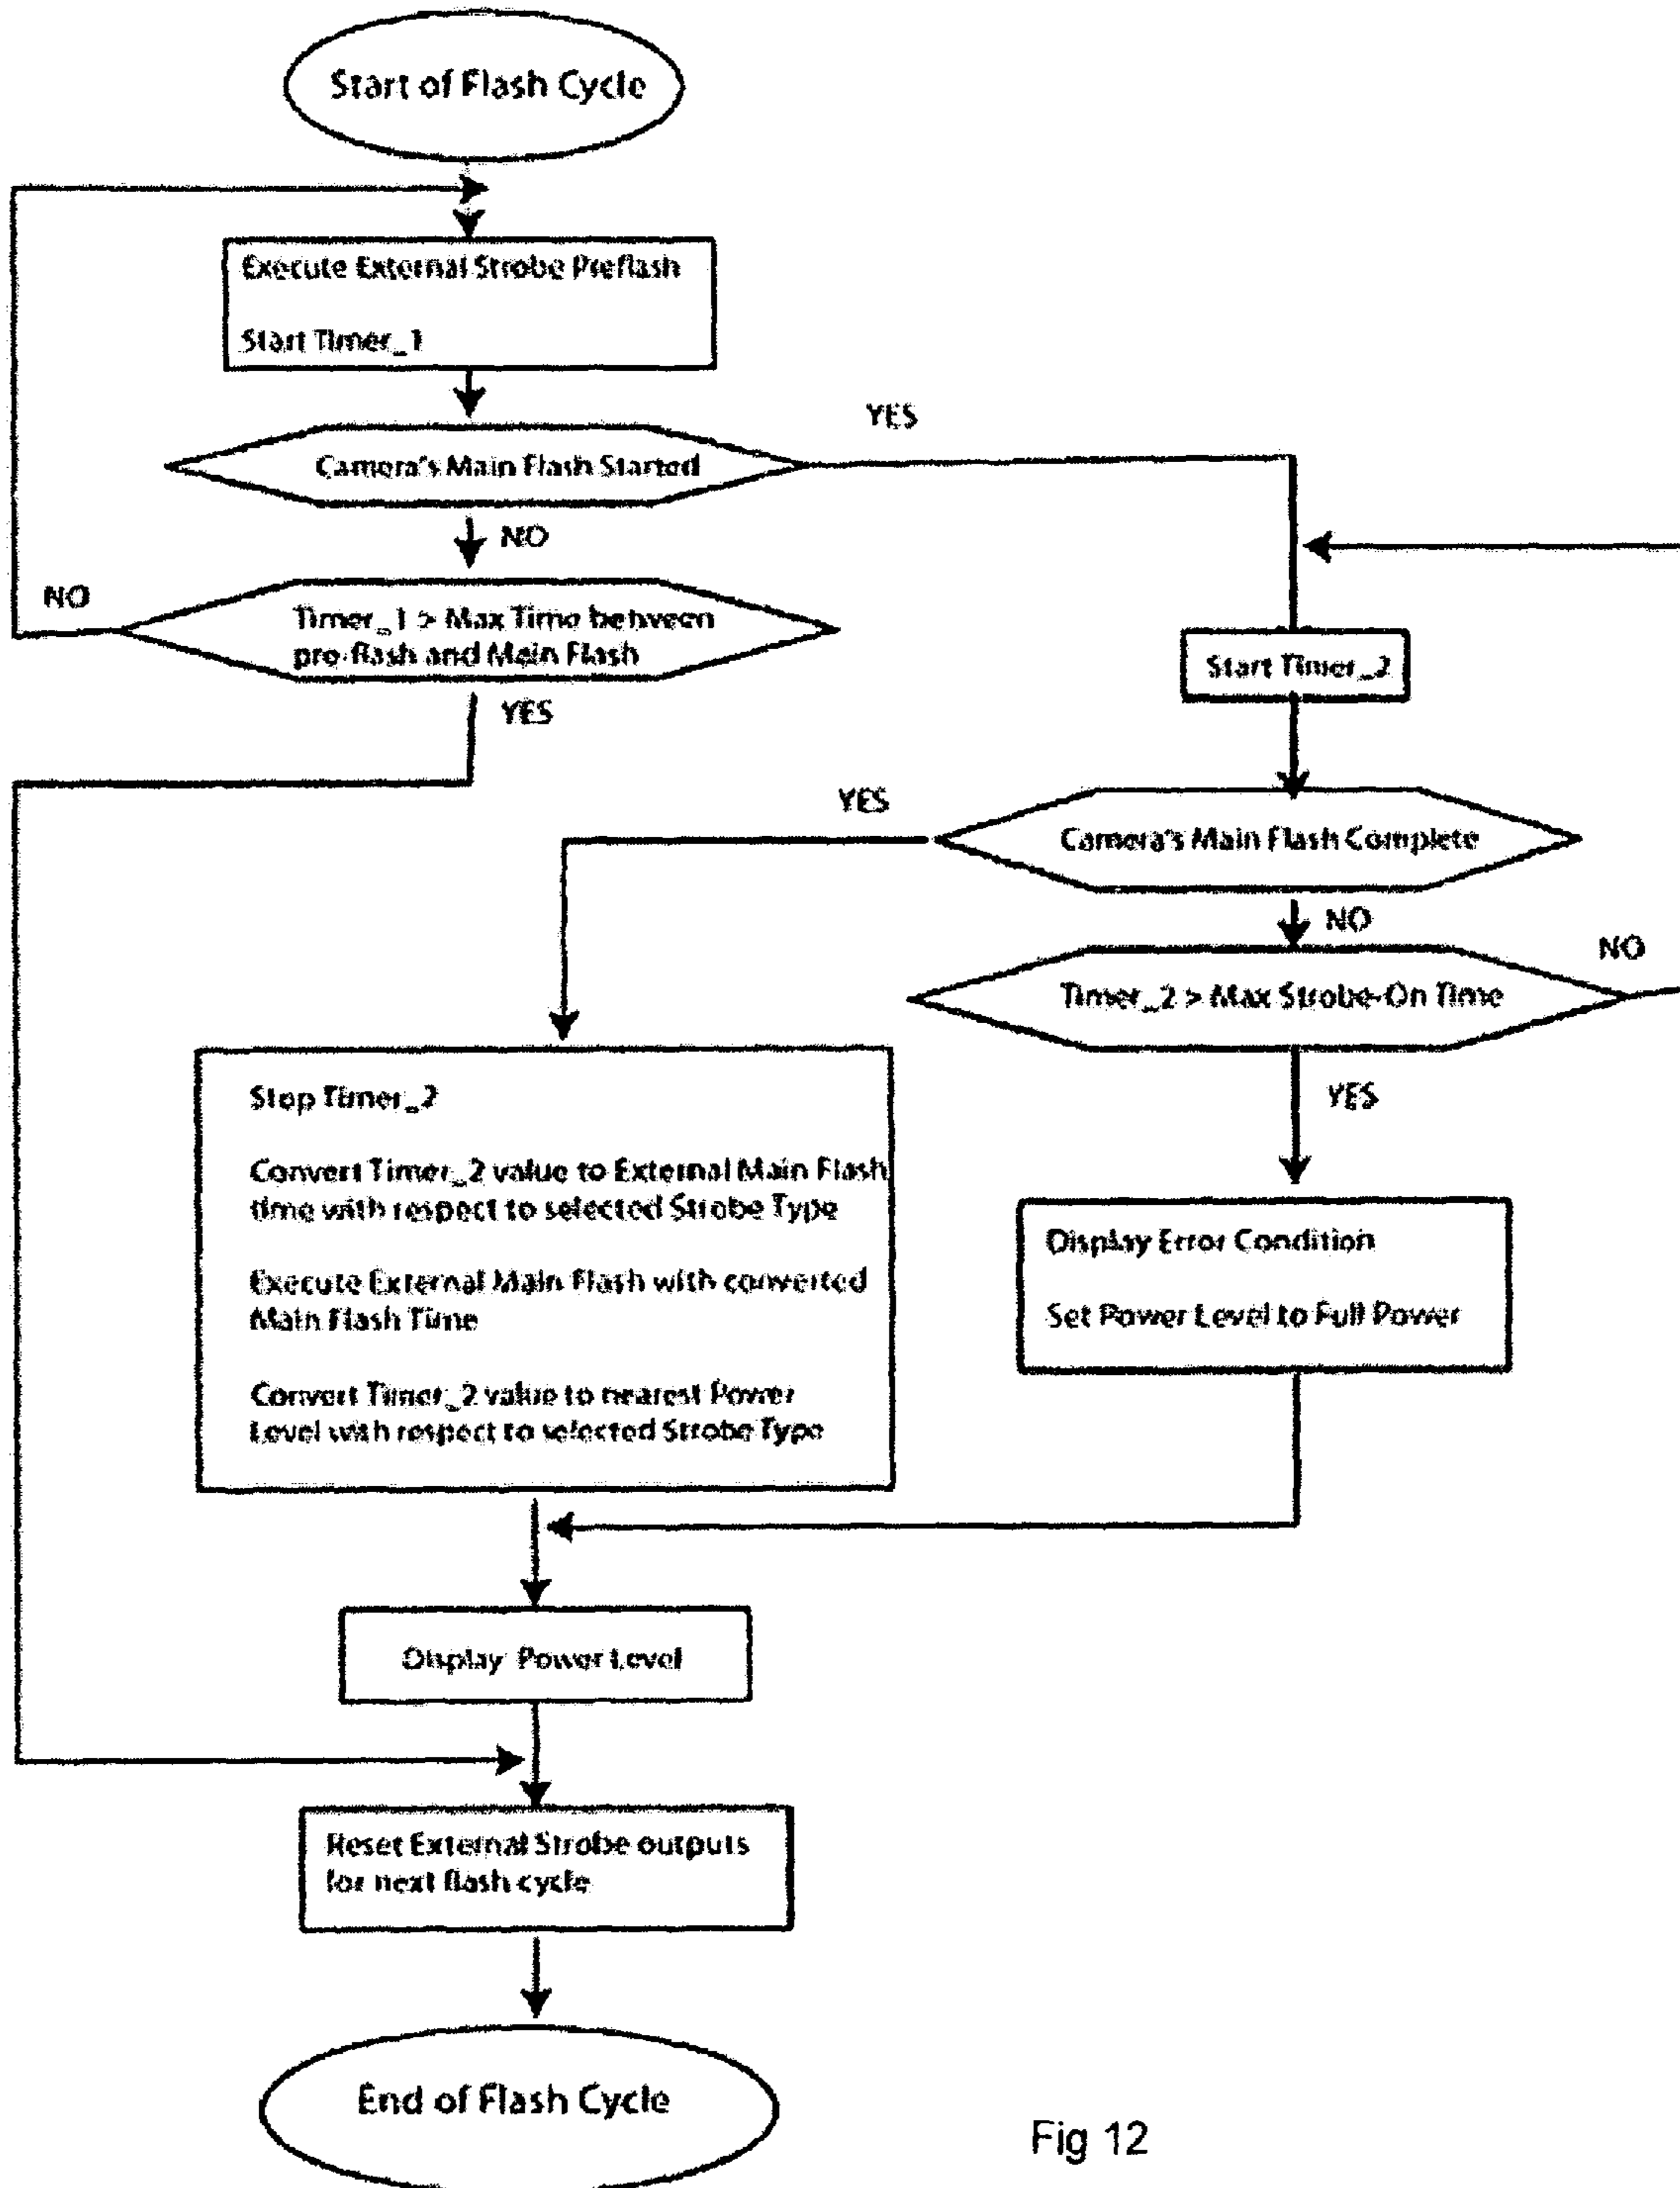 Start of Flash Cycle
Execute External Strobe Preflash
Start Timer_1
YES
Camera's Main Flash Started
NO
NO
Timer_1 > Max Time between
pre-flash and Main Flash
YES
Start Timer_2
YES
Camera's Main Flash Complete
NO
NO
Timer_2 > Max Strobe-On Time
YES
Stop Timer_2
Convert Timer_2 value to External Main Flash
time with respect to selected Strobe Type
Execute External Main Flash with converted
Main Flash Time
Convert Timer_2 value to nearest Power
Level with respect to selected Strobe Type
Display Error Condition
Set Power Level to Full Power
Display Power Level
Reset External Strobe outputs
for next flash cycle
End of Flash Cycle
Fig 12